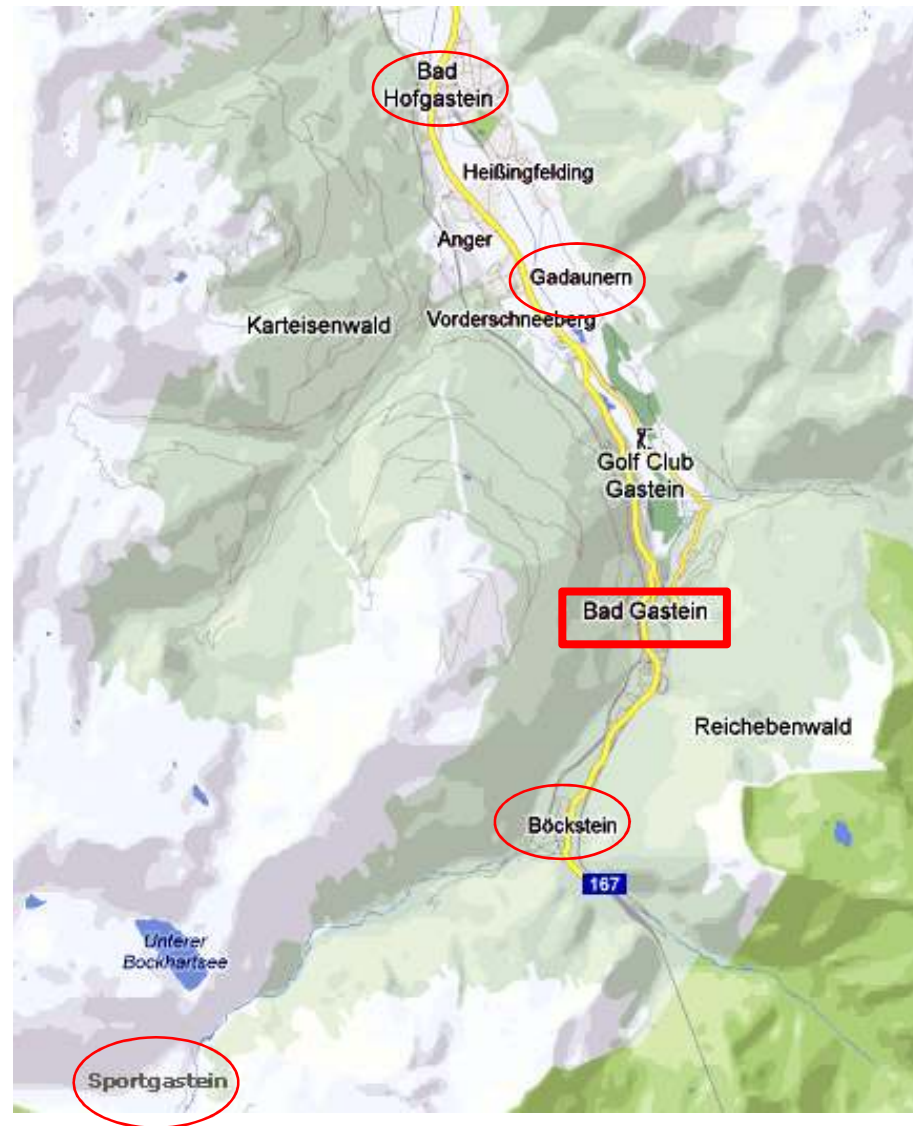 Bad
Hofgastein
Heißingfelding
Anger
Gadaunern
Karteisenwald
Vorderschneeberg
Golf Club
Gastein
Bad Gastein
Reichebenwald
Böckstein
167
Unterer
Bockhartsee
Sportgastein